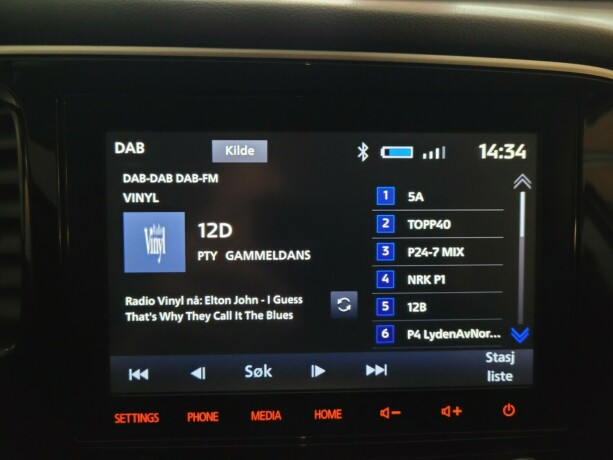 DAB Kilde 14:34
DAB-DAB DAB-FM
VINYL
Vinyl
12D
PTY GAMMELDANS
Radio Vinyl nå: Elton John - I Guess
That's Why They Call It The Blues
1 5A
2 TOPP40
3 P24-7 MIX
4 NRK P1
5 12B
6 P4 LydenAvNor...
Søk
Stasj
liste
SETTINGS PHONE MEDIA HOME